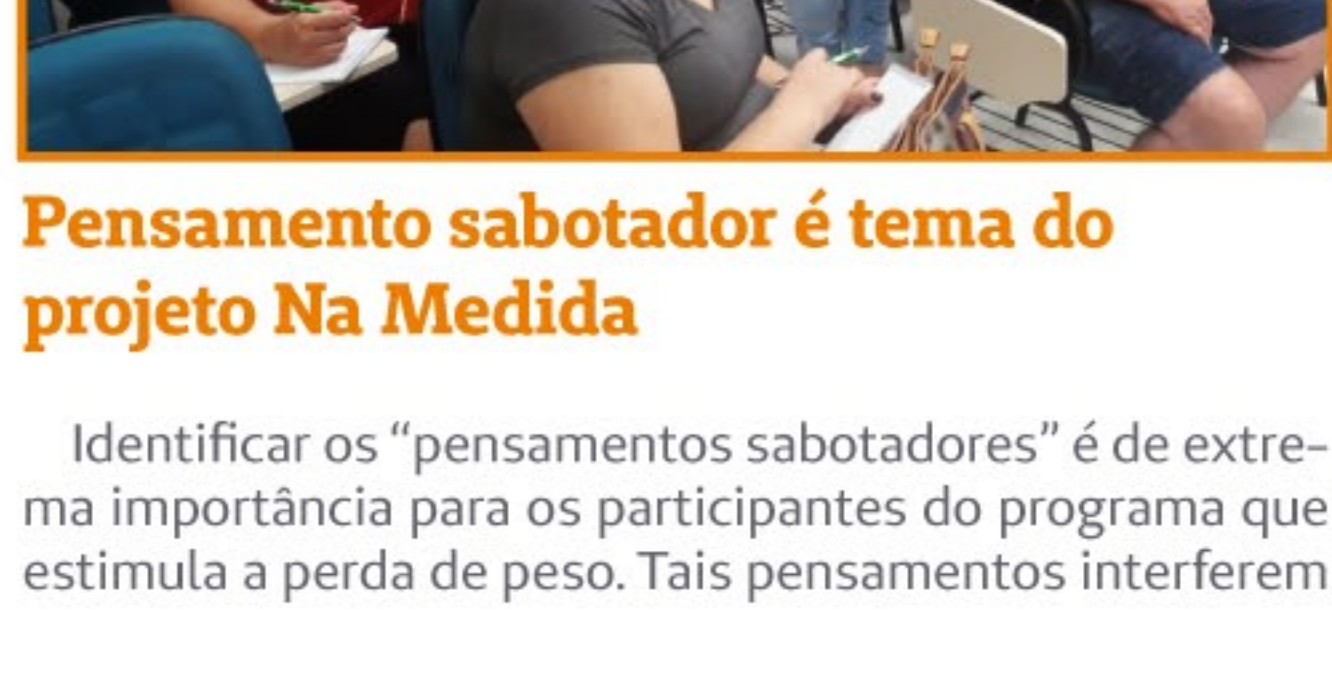 Pensamento sabotador é tema do
projeto Na Medida
Identificar os “pensamentos sabotadores” é de extre-
ma importância para os participantes do programa que
estimula a perda de peso. Tais pensamentos interferem